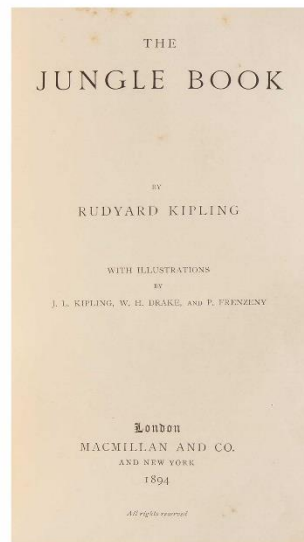 THE
JUNGLE BOOK
BY
RUDYARD KIPLING
WITH ILLUSTRATIONS
BY
J. L. KIPLING, W. H. DRAKE, AND P. FRENZENY
London
MACMILLAN AND CO.
AND NEW YORK
1894
All rights reserved